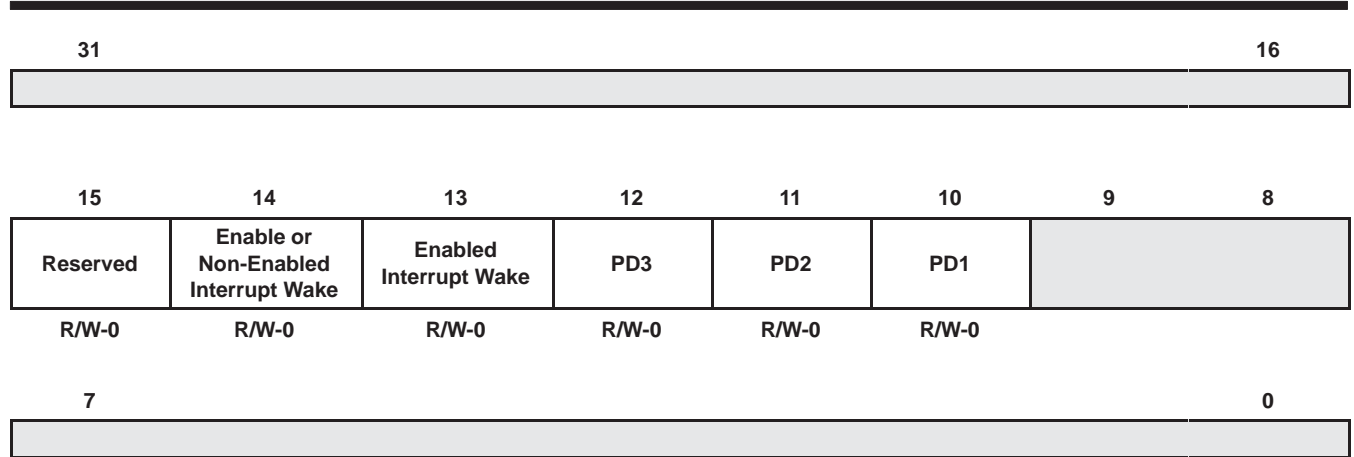 31 16
15 14 13 12 11 10 9 8
Reserved
Enable or
Non-Enabled
Interrupt Wake
Enabled
Interrupt Wake
PD3
PD2
PD1
R/W-0 R/W-0 R/W-0 R/W-0 R/W-0 R/W-0
7 0